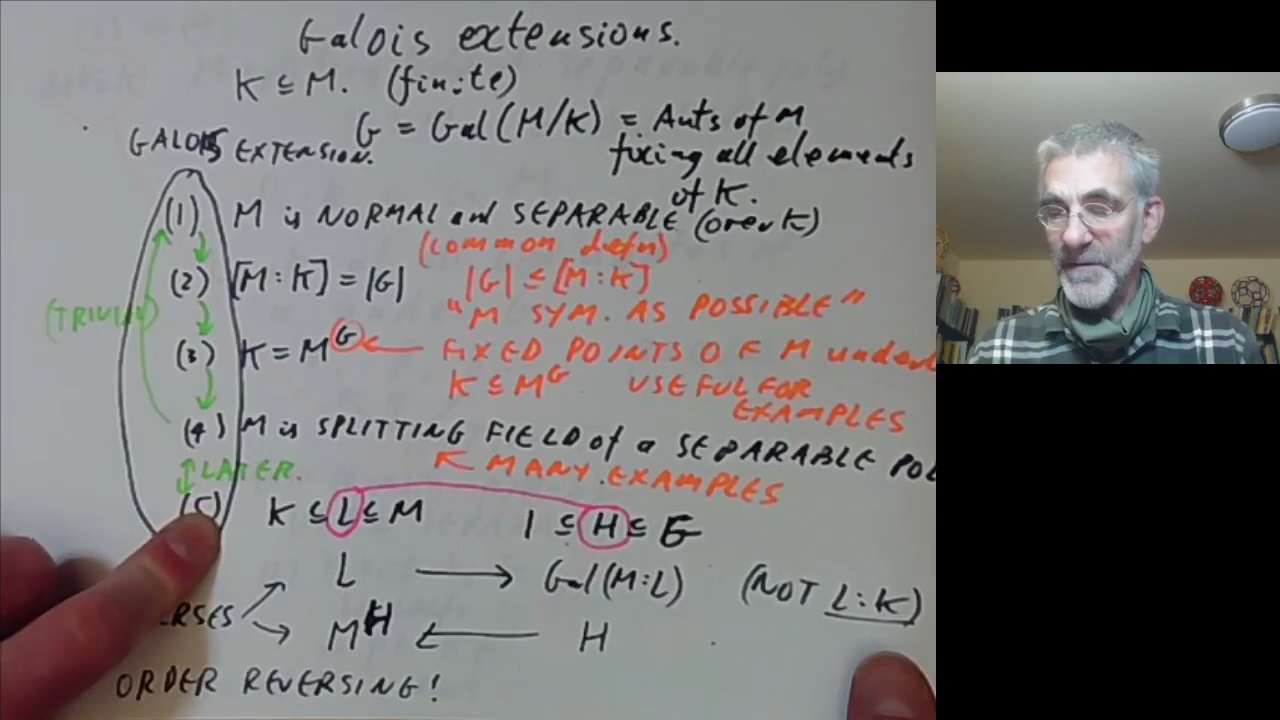 Galois extensions.
K ⊆ M. (finite)
G = Gal(M/K) = Auts of M
fixing all elements
of K.
GALOIS EXTENSION.
(1) M is NORMAL and SEPARABLE (over K)
(common defn)
(2) [M:K] = |G| |G| ≤ [M:K]
"M SYM. AS POSSIBLE"
(3) K = M^G ← FIXED POINTS OF M under
K ⊆ M^G USEFUL FOR
EXAMPLES
(4) M is SPLITTING FIELD of a SEPARABLE POL
↖ MANY EXAMPLES
LATER.
(5) K ⊆ L ⊆ M 1 ⊆ H ⊆ G
L → Gal(M:L) (NOT L:K)
ERSES
M^H ← H
ORDER REVERSING!